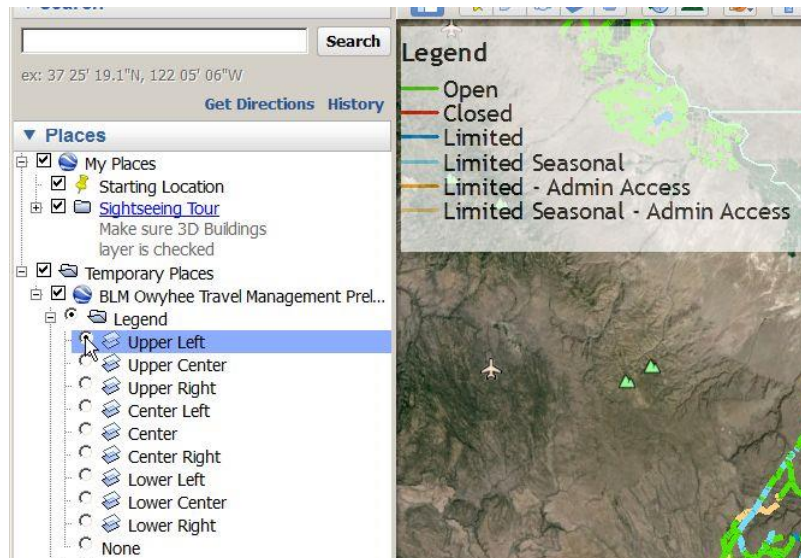 Search
Search
ex: 37 25' 19.1"N, 122 05' 06"W
Get Directions History
Places
My Places
Starting Location
Sightseeing Tour
Make sure 3D Buildings
layer is checked
Temporary Places
BLM Owyhee Travel Management Prel...
Legend
Upper Left
Upper Center
Upper Right
Center Left
Center
Center Right
Lower Left
Lower Center
Lower Right
None
Legend
Open
Closed
Limited
Limited Seasonal
Limited - Admin Access
Limited Seasonal - Admin Access